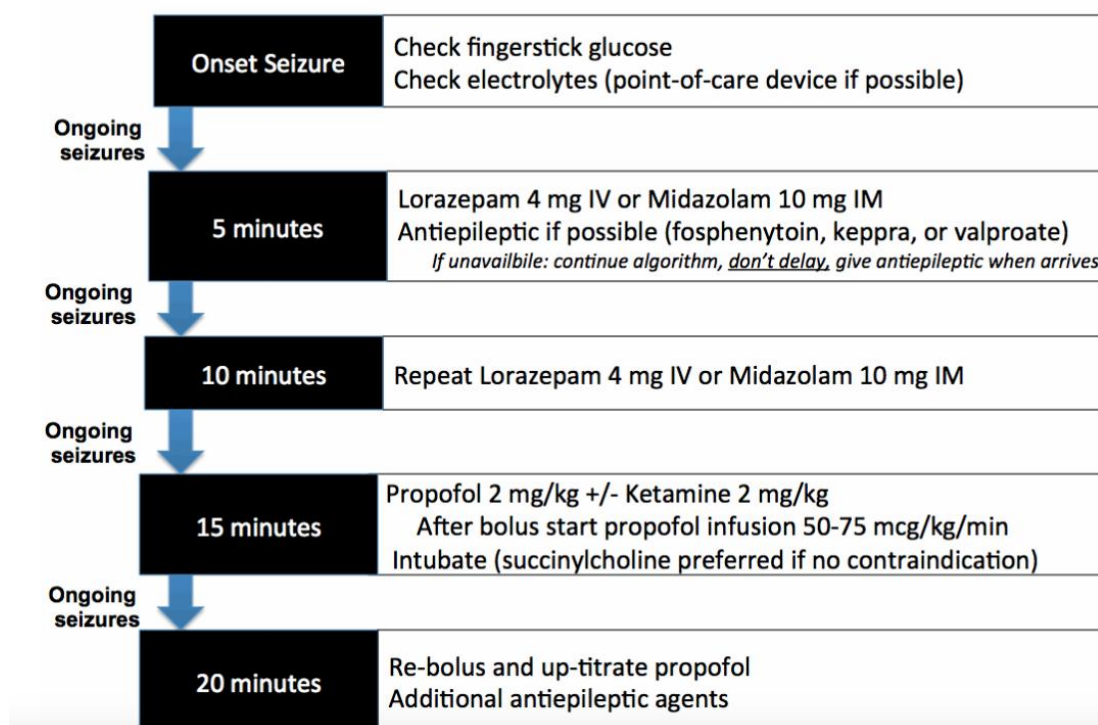 Onset Seizure
Check fingerstick glucose
Check electrolytes (point-of-care device if possible)
Ongoing
seizures
5 minutes
Lorazepam 4 mg IV or Midazolam 10 mg IM
Antiepileptic if possible (fosphenytoin, keppra, or valproate)
If unavailbile: continue algorithm, don't delay, give antiepileptic when arrives
Ongoing
seizures
10 minutes
Repeat Lorazepam 4 mg IV or Midazolam 10 mg IM
Ongoing
seizures
15 minutes
Propofol 2 mg/kg +/- Ketamine 2 mg/kg
After bolus start propofol infusion 50-75 mcg/kg/min
Intubate (succinylcholine preferred if no contraindication)
Ongoing
seizures
20 minutes
Re-bolus and up-titrate propofol
Additional antiepileptic agents